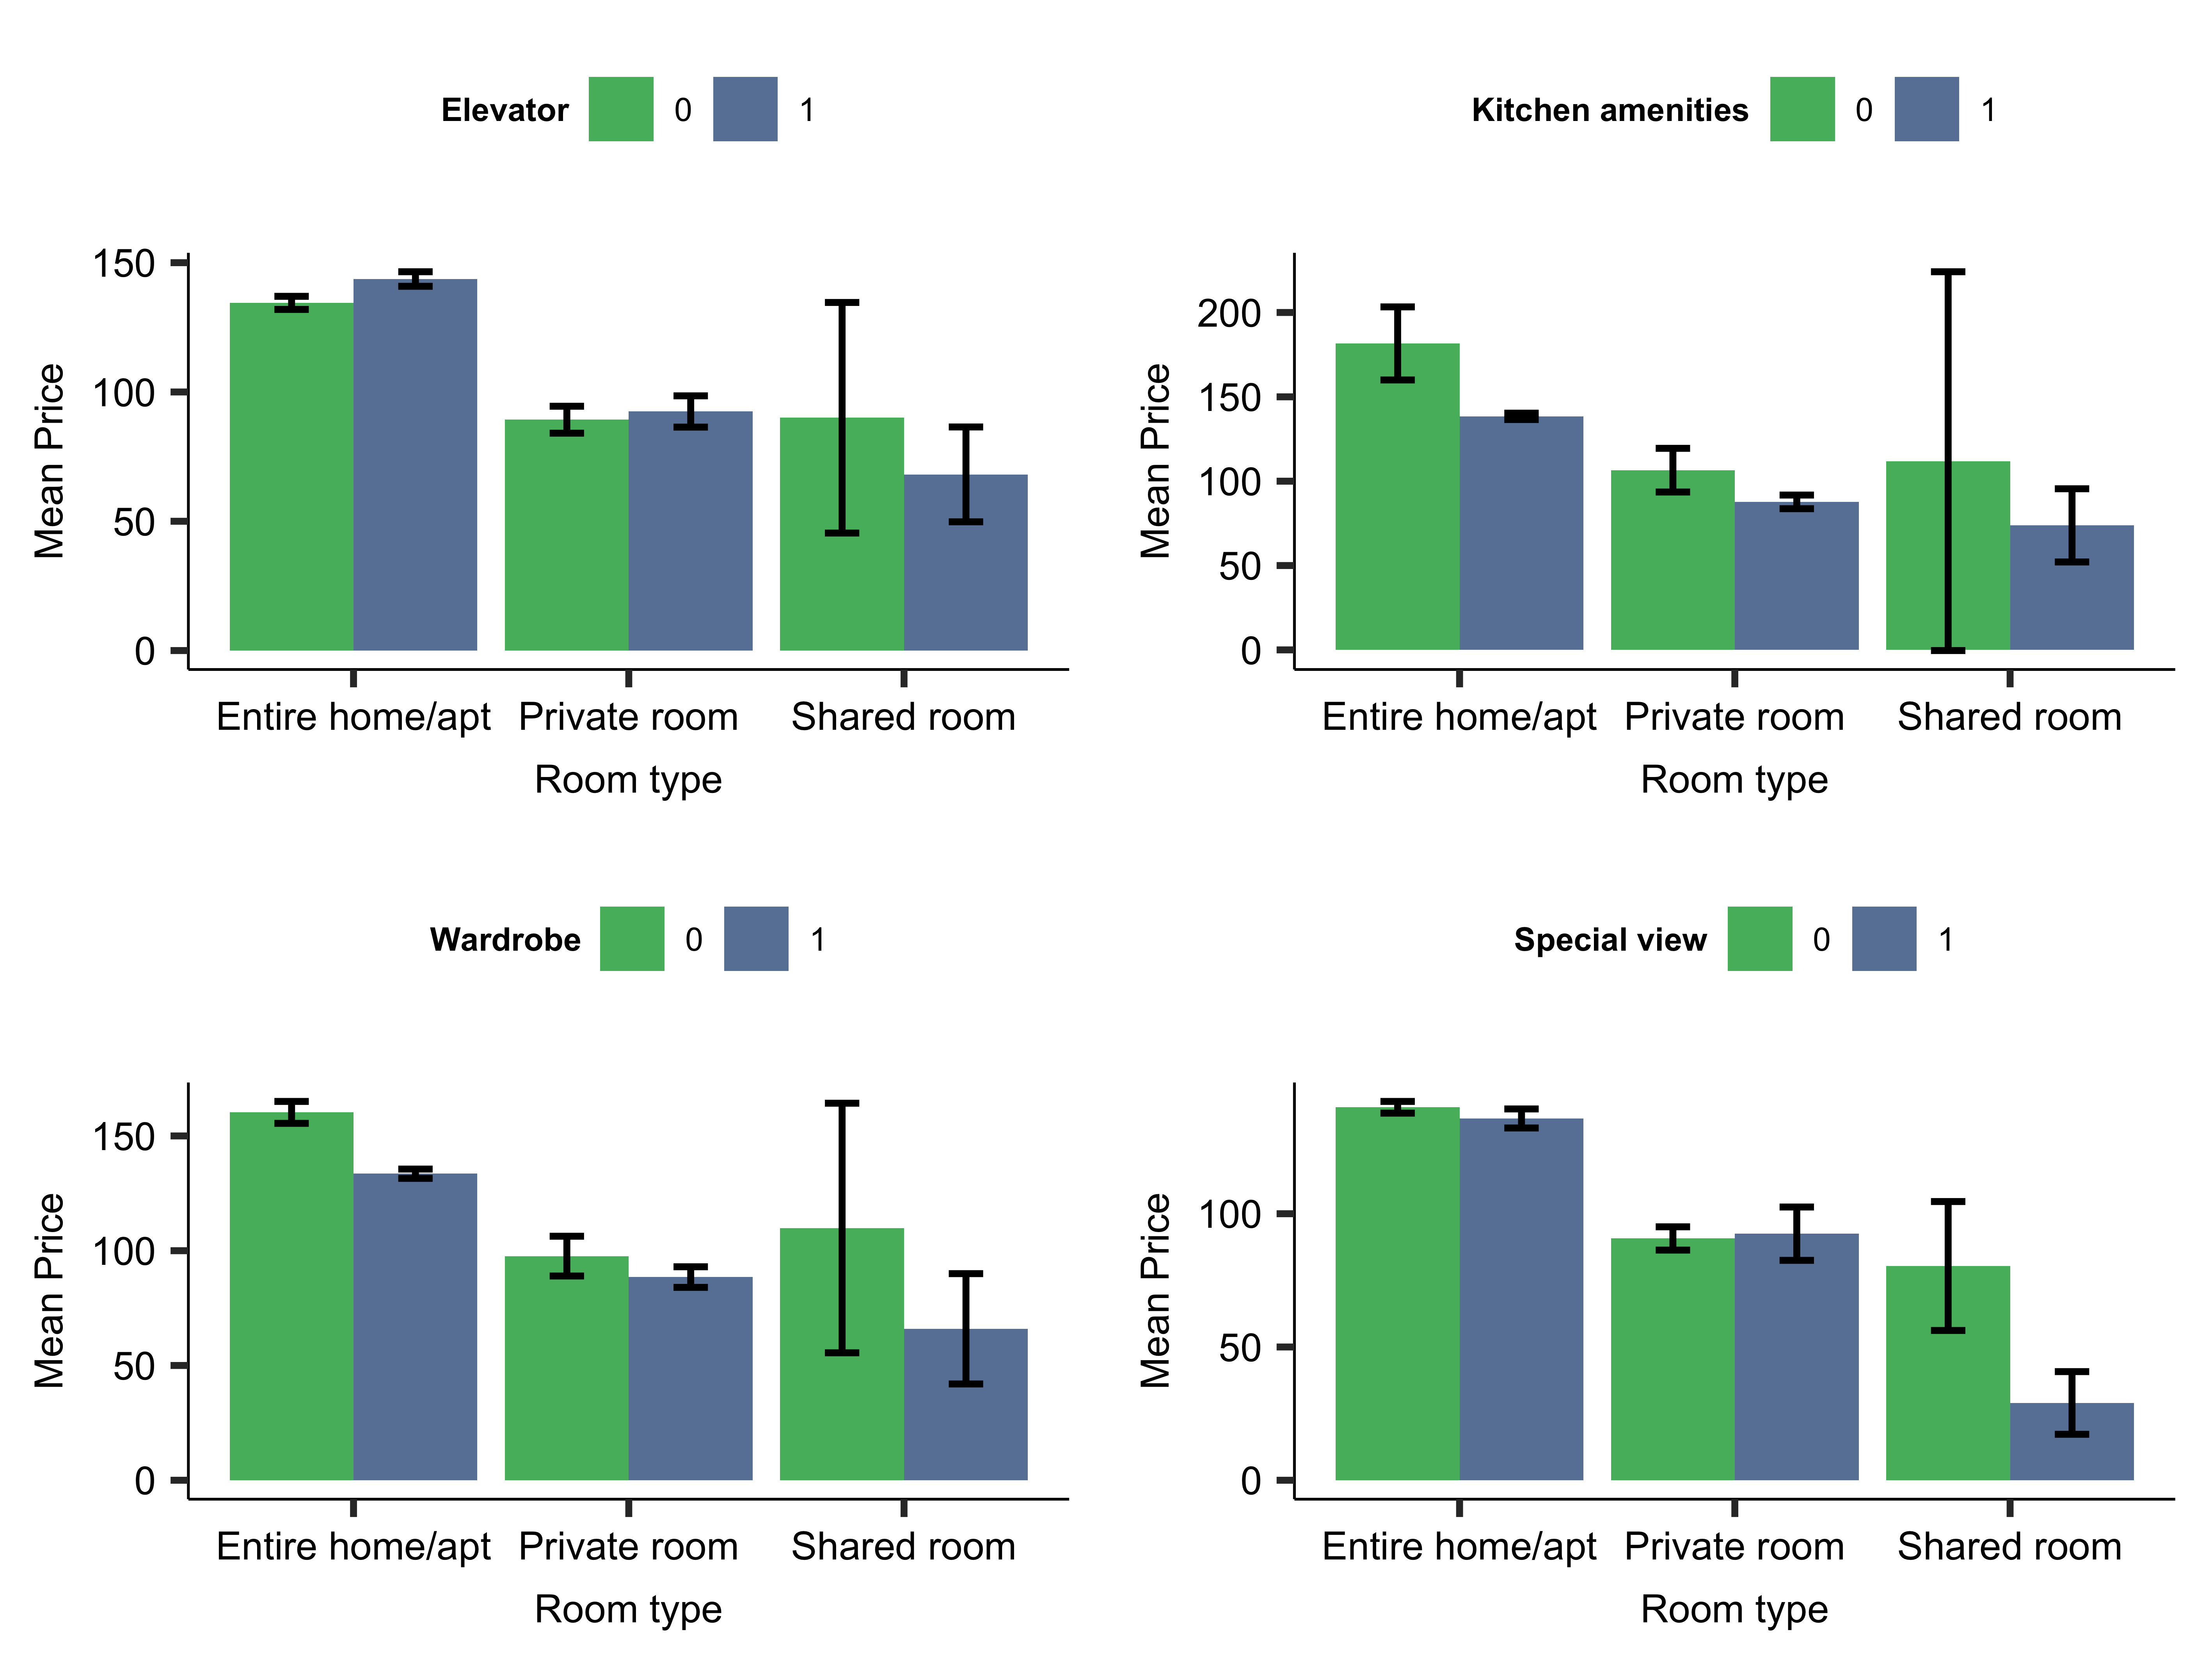 Elevator 0 1
150
100
50
0
Mean Price
Entire home/apt Private room Shared room
Room type
Kitchen amenities 0 1
200
150
100
50
0
Mean Price
Entire home/apt Private room Shared room
Room type
Wardrobe 0 1
150
100
50
0
Mean Price
Entire home/apt Private room Shared room
Room type
Special view 0 1
100
50
0
Mean Price
Entire home/apt Private room Shared room
Room type